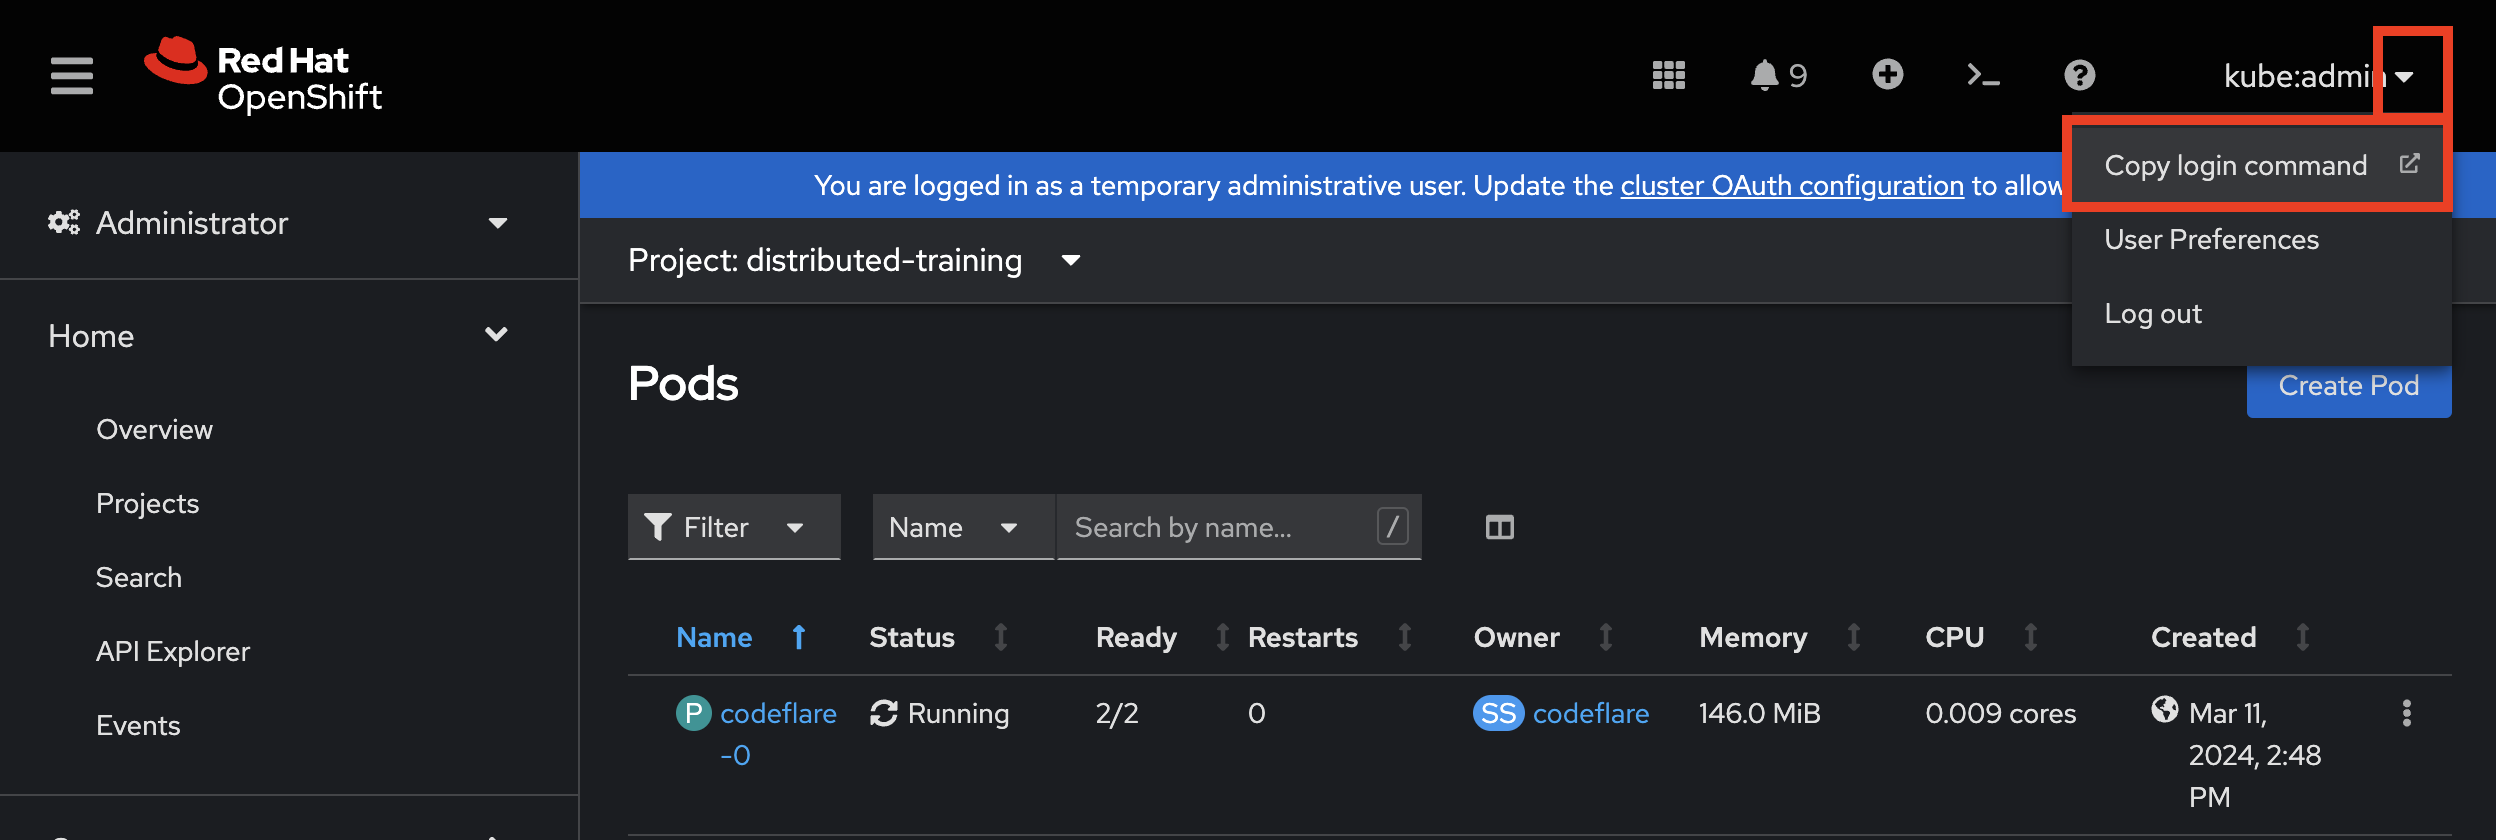 Red Hat
OpenShift
9
kube:admin
Copy login command
User Preferences
Log out
You are logged in as a temporary administrative user. Update the cluster OAuth configuration to allow
Administrator
Home
Overview
Projects
Search
API Explorer
Events
Project: distributed-training
Pods
Create Pod
Filter
Name
Search by name...
/
Name Status Ready Restarts Owner Memory CPU Created
P codeflare Running 2/2 0 SS codeflare 146.0 MiB 0.009 cores Mar 11,
-0 2024, 2:48
PM